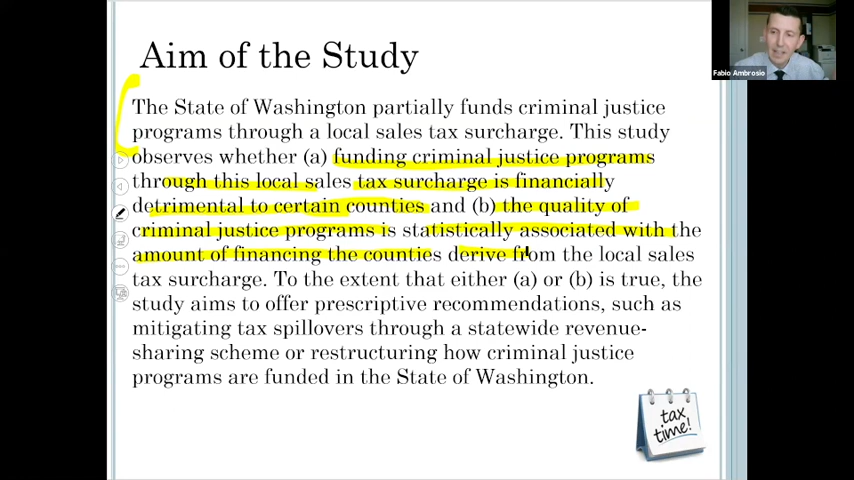 Aim of the Study
The State of Washington partially funds criminal justice
programs through a local sales tax surcharge. This study
observes whether (a) funding criminal justice programs
through this local sales tax surcharge is financially
detrimental to certain counties and (b) the quality of
criminal justice programs is statistically associated with the
amount of financing the counties derive from the local sales
tax surcharge. To the extent that either (a) or (b) is true, the
study aims to offer prescriptive recommendations, such as
mitigating tax spillovers through a statewide revenue-
sharing scheme or restructuring how criminal justice
programs are funded in the State of Washington.
tax
time!
Fabio Ambrosio